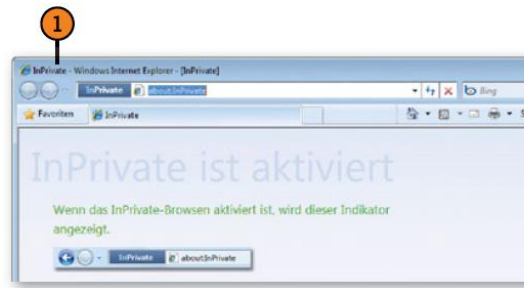 1
InPrivate - Windows Internet Explorer - [InPrivate]
InPrivate about:InPrivate Bing
Favoriten InPrivate
InPrivate ist aktiviert
Wenn das InPrivate-Browsen aktiviert ist, wird dieser Indikator
angezeigt.
InPrivate about:InPrivate